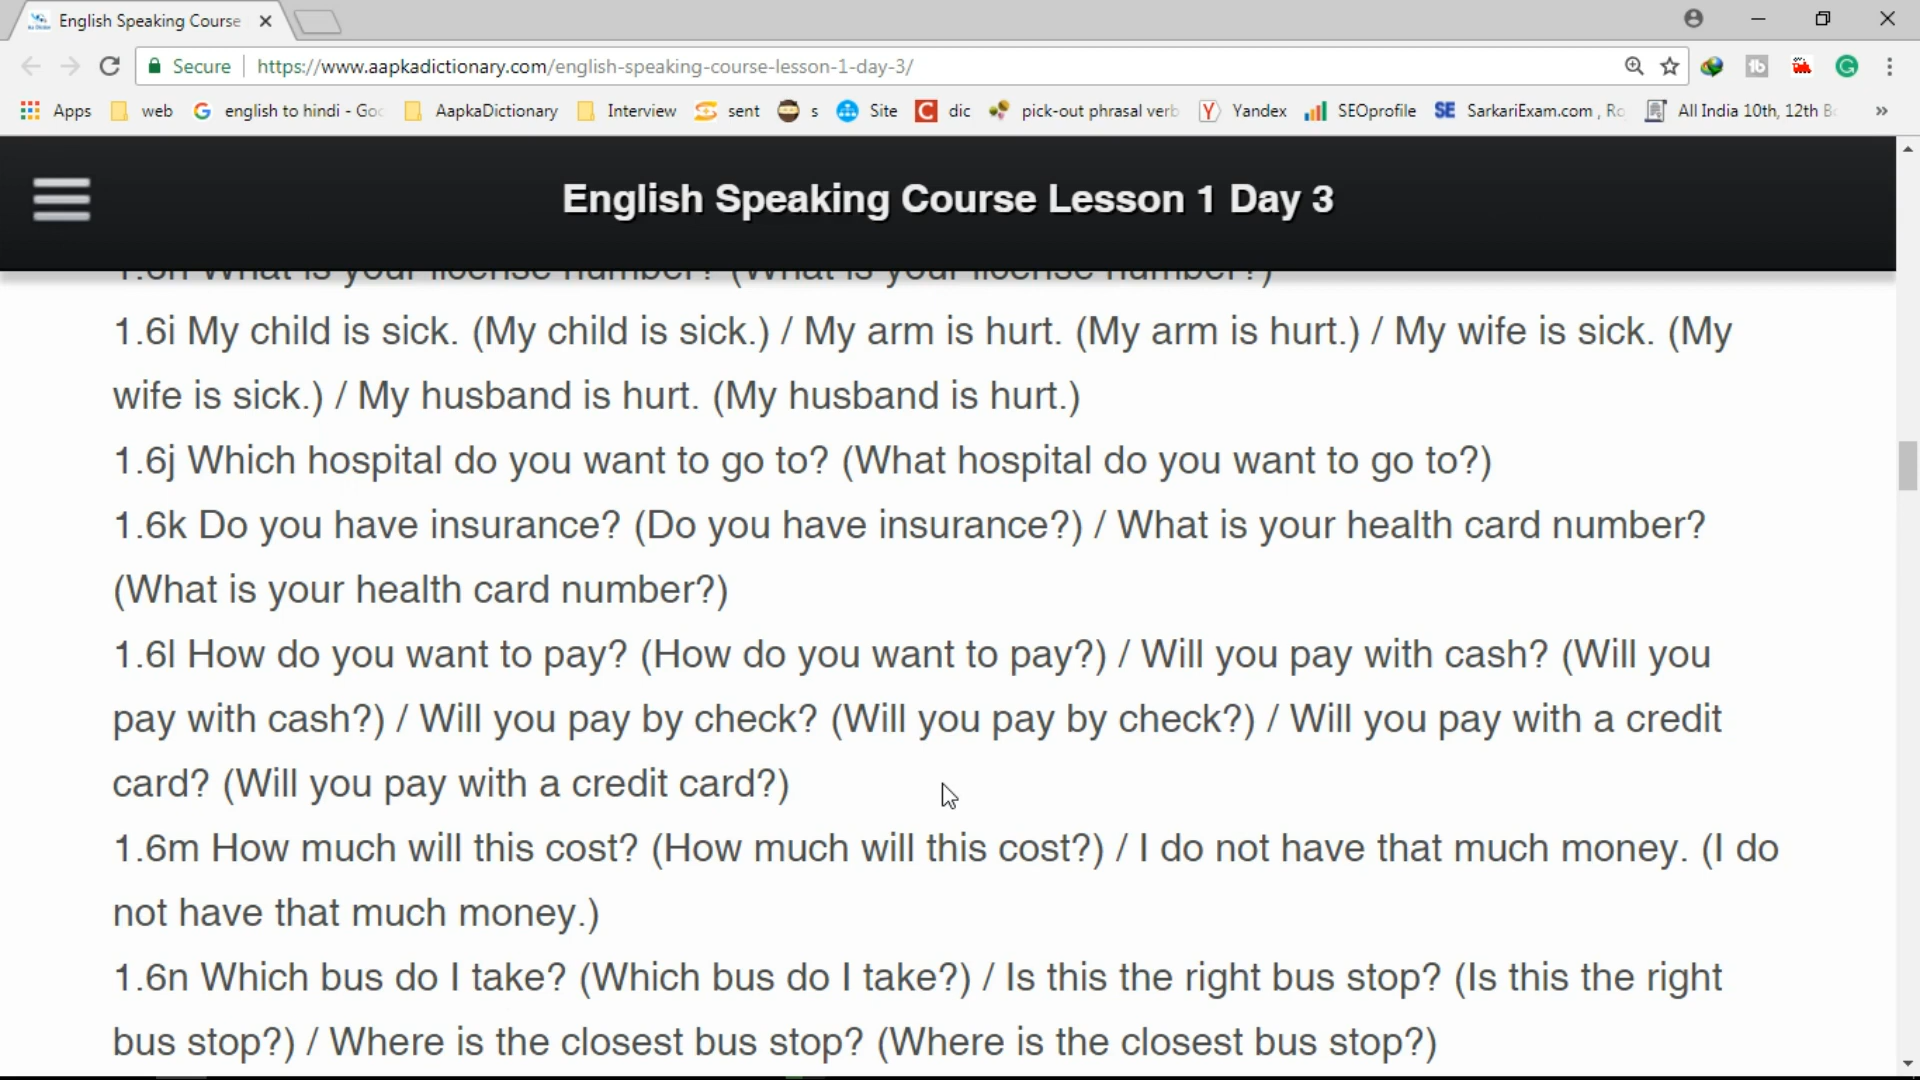 English Speaking Course
Secure https://www.aapkadictionary.com/english-speaking-course-lesson-1-day-3/
Apps web english to hindi - Goo AapkaDictionary Interview sent s Site dic pick-out phrasal verb Yandex SEOprofile SarkariExam.com , Ro All India 10th, 12th B »
English Speaking Course Lesson 1 Day 3
What is your license number? (What is your license number?)
1.6i My child is sick. (My child is sick.) / My arm is hurt. (My arm is hurt.) / My wife is sick. (My
wife is sick.) / My husband is hurt. (My husband is hurt.)
1.6j Which hospital do you want to go to? (What hospital do you want to go to?)
1.6k Do you have insurance? (Do you have insurance?) / What is your health card number?
(What is your health card number?)
1.6l How do you want to pay? (How do you want to pay?) / Will you pay with cash? (Will you
pay with cash?) / Will you pay by check? (Will you pay by check?) / Will you pay with a credit
card? (Will you pay with a credit card?)
1.6m How much will this cost? (How much will this cost?) / I do not have that much money. (I do
not have that much money.)
1.6n Which bus do I take? (Which bus do I take?) / Is this the right bus stop? (Is this the right
bus stop?) / Where is the closest bus stop? (Where is the closest bus stop?)